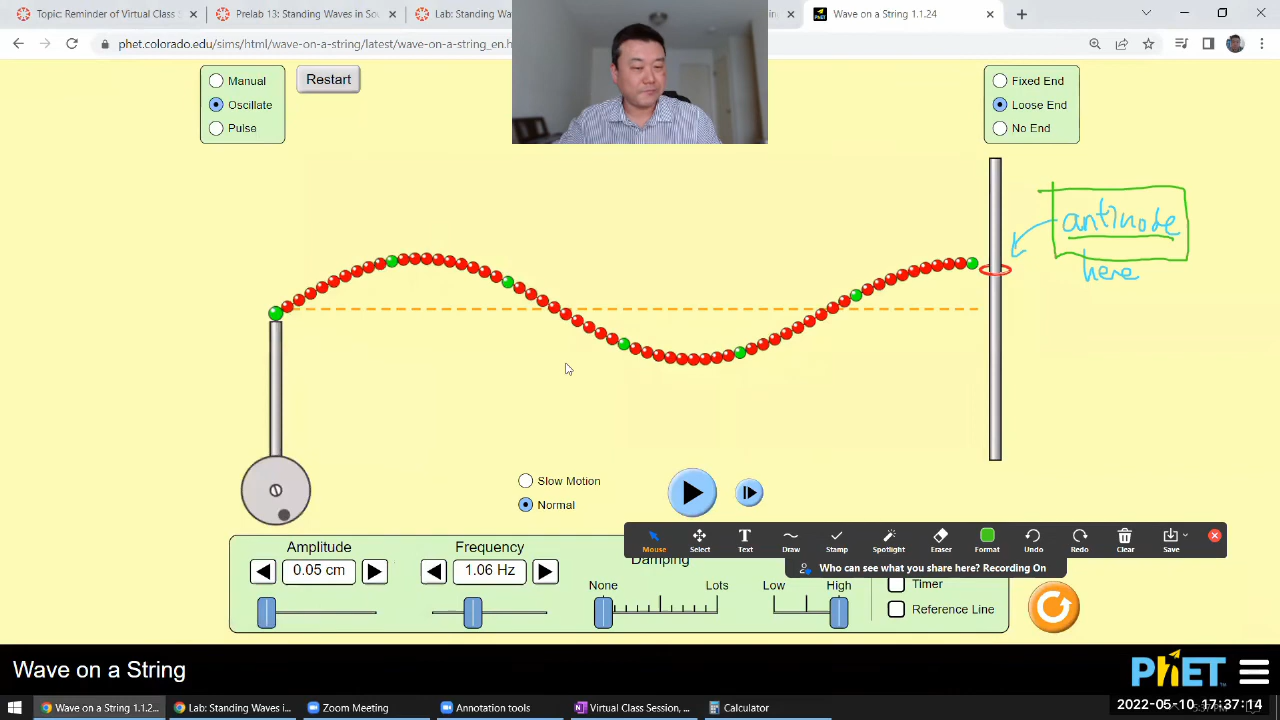 Topic: Reminder of Standing W
Prelab 13: Standing Waves in So
Lab: Standing Waves i
in
Wave on a String 1.1.24
phet.colorado.edu/sims/html/wave-on-a-string/latest/wave-on-a-string_en.h
Manual
Oscillate
Pulse
Restart
Fixed End
Loose End
No End
antinode
here
Slow Motion
Normal
Mouse
Select
Text
Draw
Stamp
Spotlight
Eraser
Format
Undo
Redo
Clear
Save
Who can see what you share here? Recording On
Amplitude
0.05 cm
Frequency
1.06 Hz
Damping
None
Lots
Low
High
Timer
Reference Line
Wave on a String
PhET
Wave on a String 1.1.2...
Lab: Standing Waves i...
Zoom Meeting
Annotation tools
Virtual Class Session, ...
Calculator
2022-05-10 17:37:14